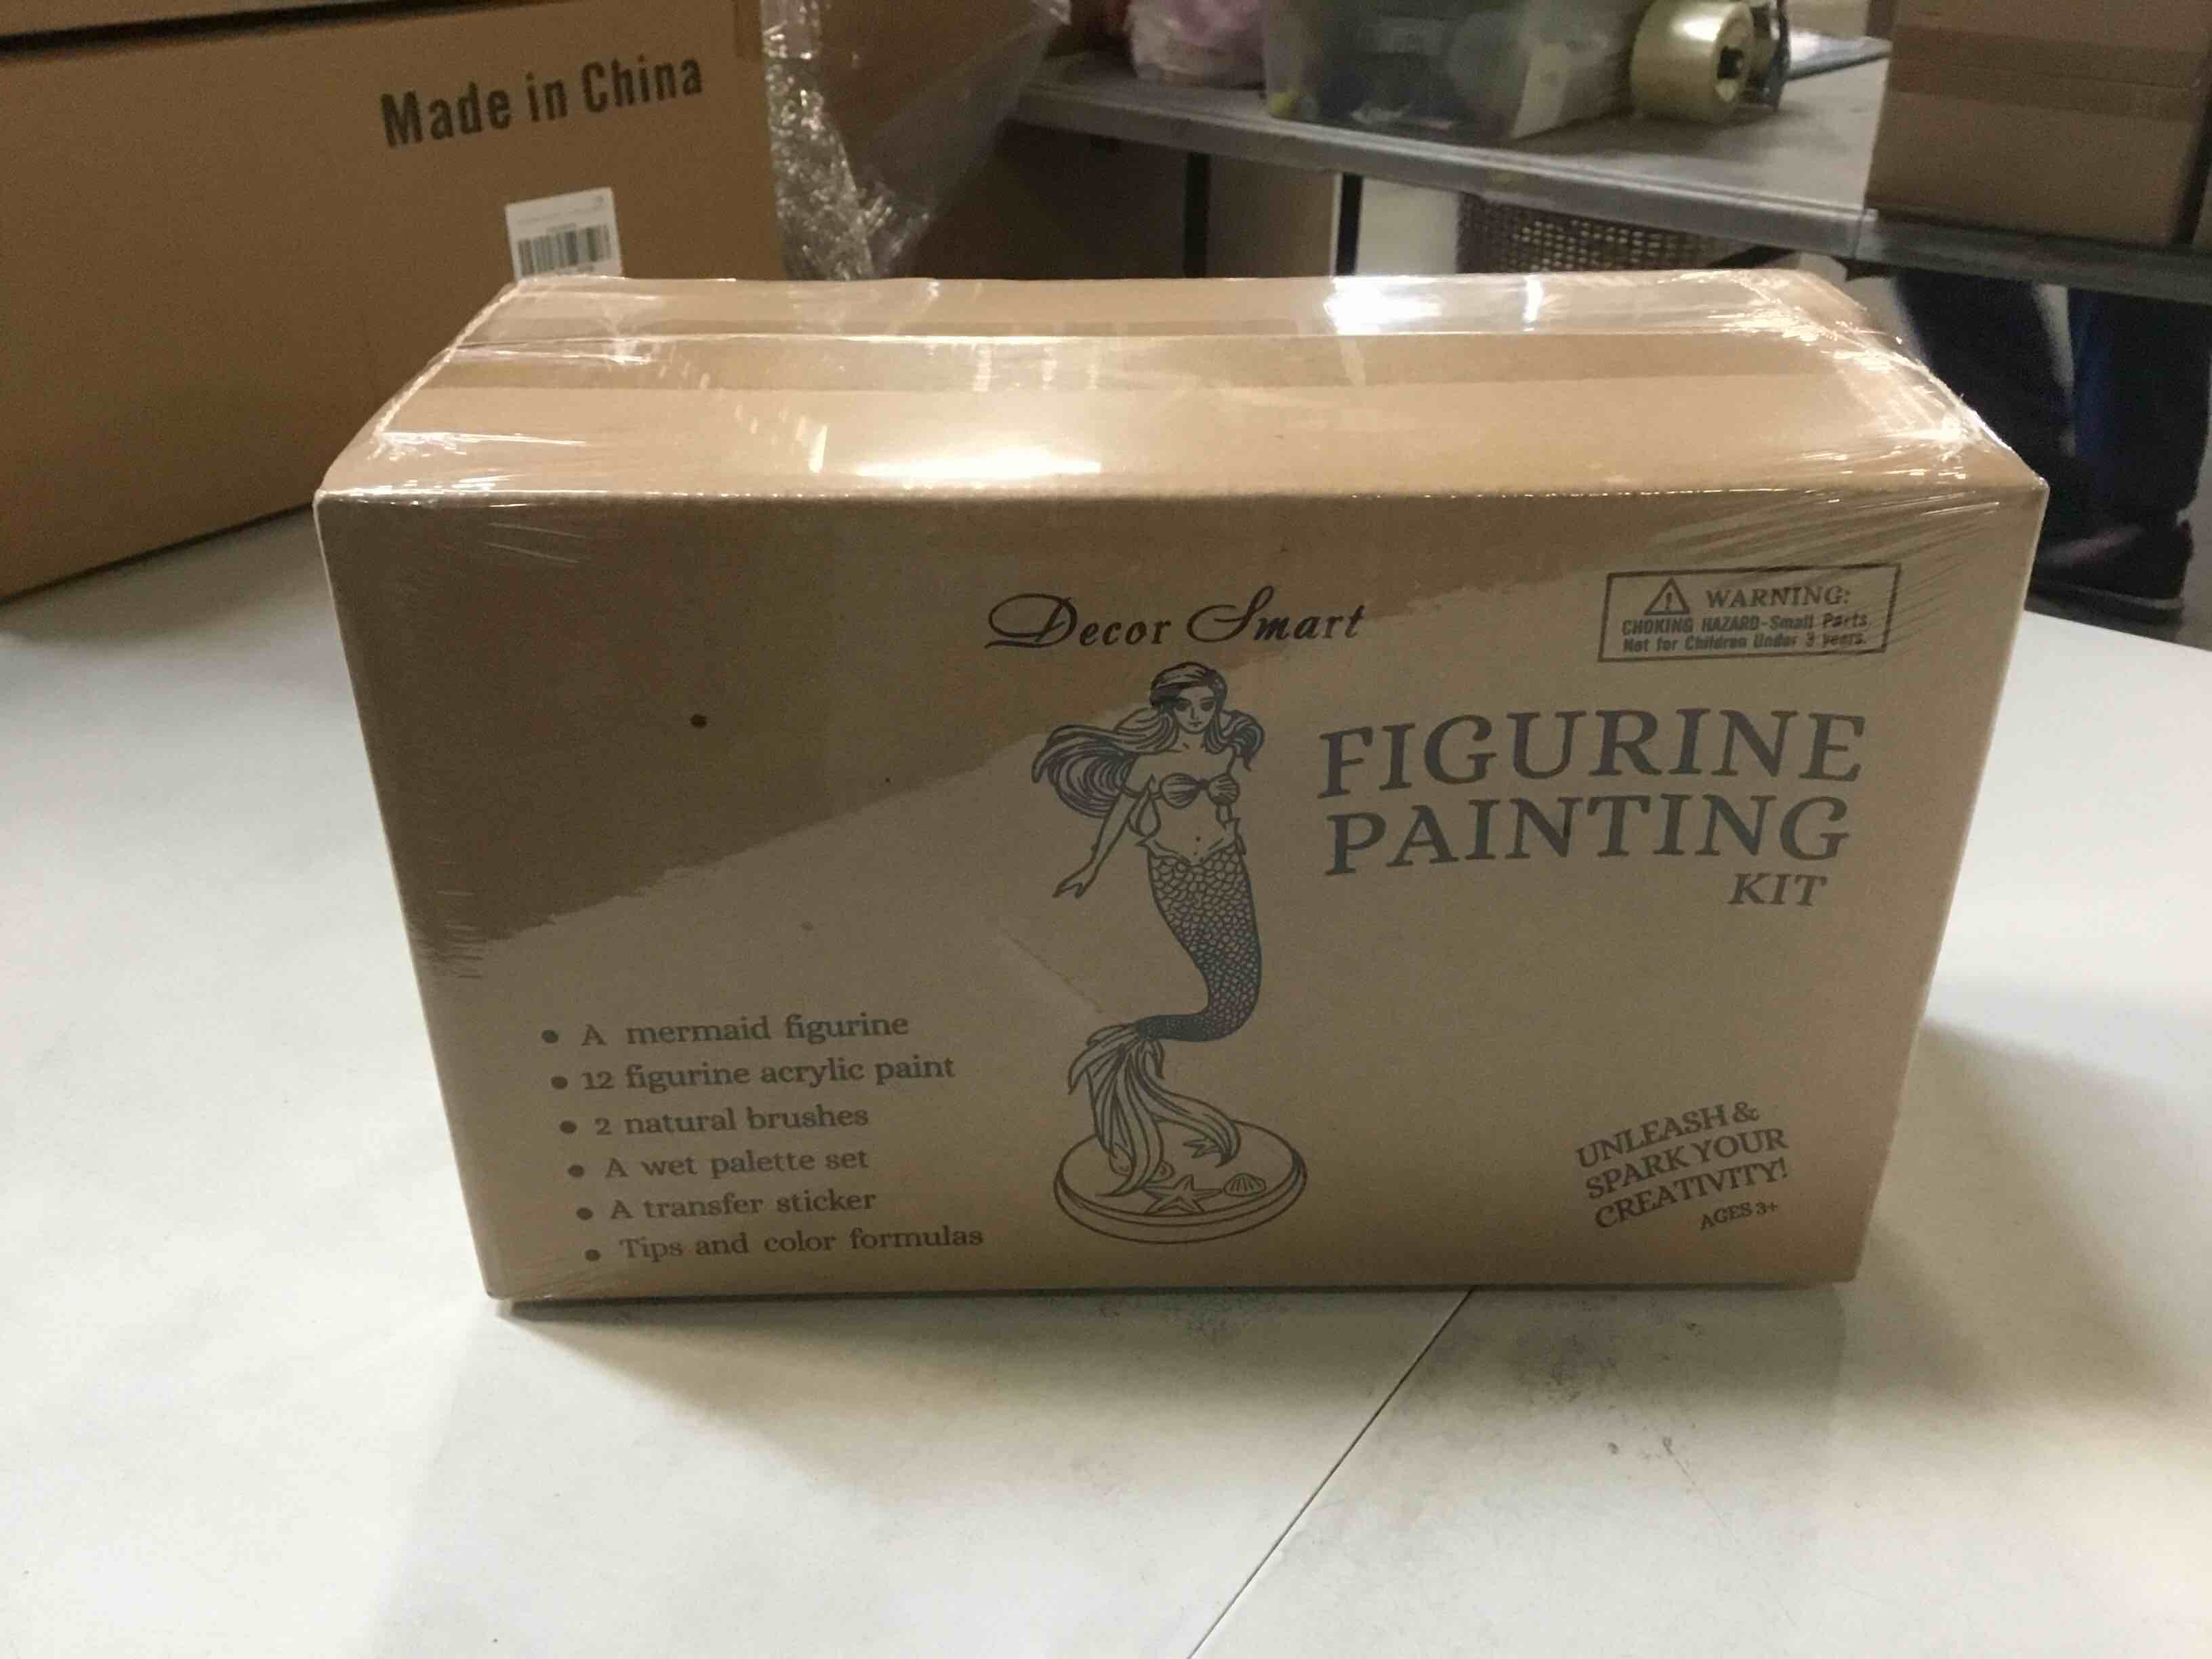 Made in China
Decor Smart
WARNING:
CHOKING HAZARD-Small Parts
Not for Children Under 3 years.
FIGURINE
PAINTING
KIT
• A mermaid figurine
• 12 figurine acrylic paint
• 2 natural brushes
• A wet palette set
• A transfer sticker
• Tips and color formulas
UNLEASH &
SPARK YOUR
CREATIVITY!
AGES 3+